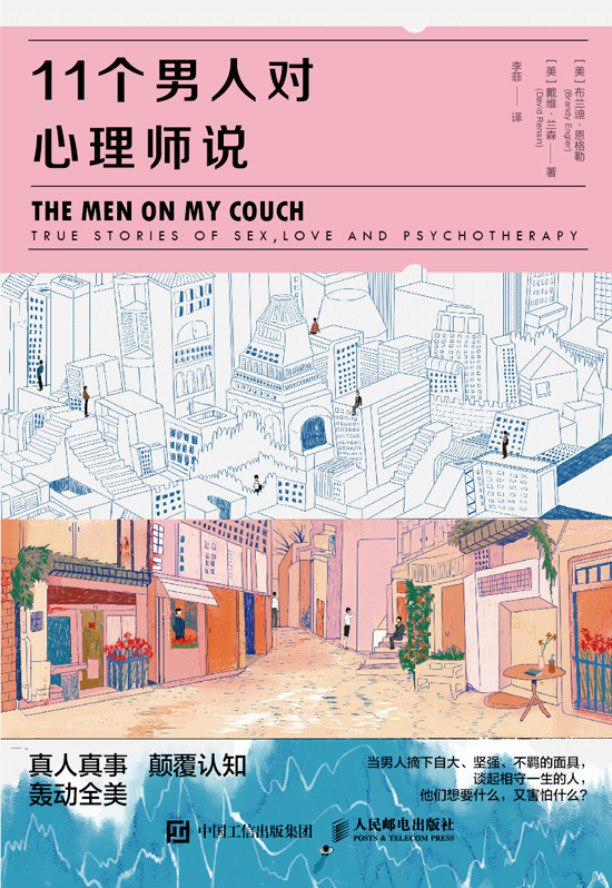 11个男人对
心理师说
[美]布兰迪·恩格勒
(Brandy Engler)
[美]戴维·兰森——著
(David Rensin)
李菲——译
THE MEN ON MY COUCH
TRUE STORIES OF SEX, LOVE AND PSYCHOTHERAPY
真人真事 颠覆认知
轰动全美
当男人摘下自大、坚强、不羁的面具，
谈起相守一生的人，
他们想要什么，又害怕什么？
中国工信出版集团
人民邮电出版社
POSTS & TELECOM PRESS